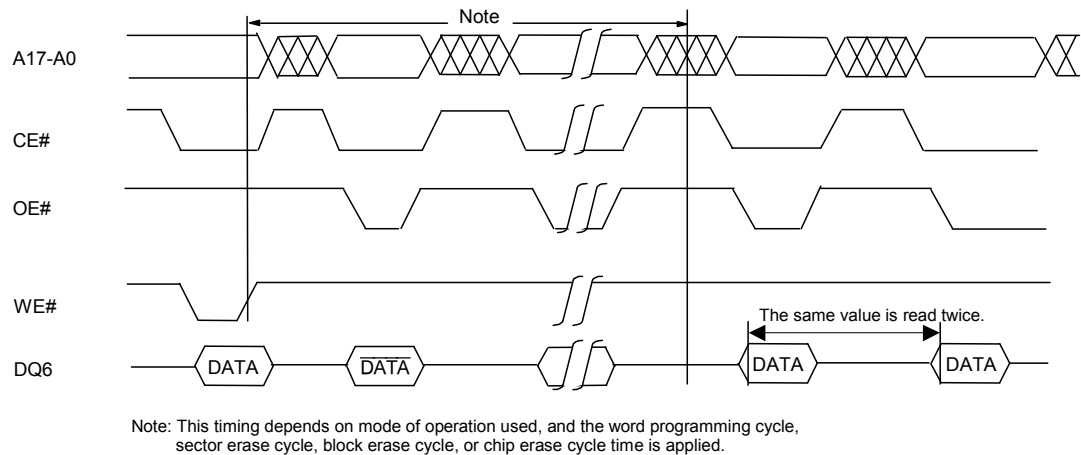 Note
A17-A0
CE#
OE#
WE#
The same value is read twice.
DQ6
DATA
DATA
DATA
DATA
Note: This timing depends on mode of operation used, and the word programming cycle,
sector erase cycle, block erase cycle, or chip erase cycle time is applied.